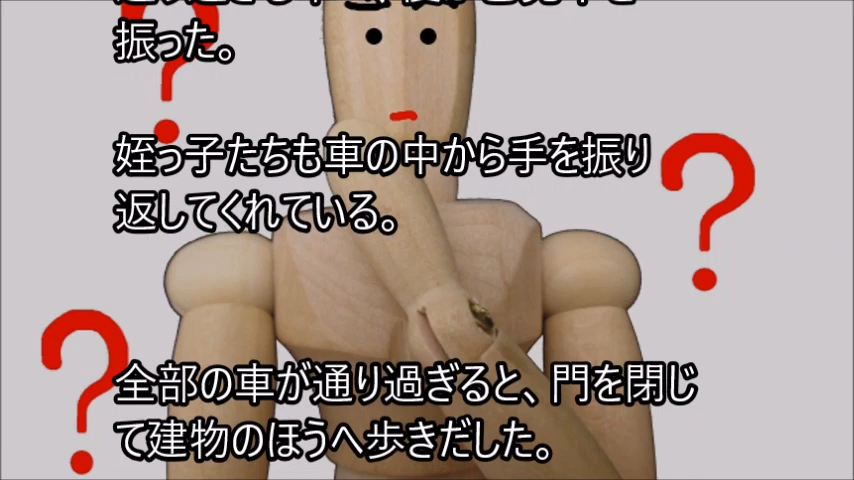 振った。
姪っ子たちも車の中から手を振り
返してくれている。
全部の車が通り過ぎると、門を閉じ
て建物のほうへ歩きだした。